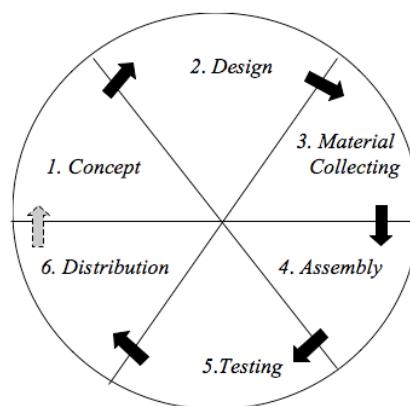 1. Concept
2. Design
3. Material
Collecting
4. Assembly
5.Testing
6. Distribution